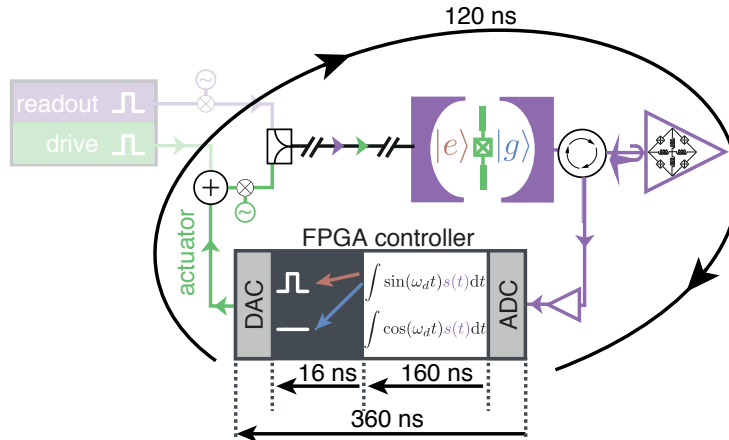 120 ns
readout
drive
|e⟩ |g⟩
actuator
FPGA controller
DAC
∫ sin(ω_d t)s(t)dt
∫ cos(ω_d t)s(t)dt
ADC
16 ns
160 ns
360 ns